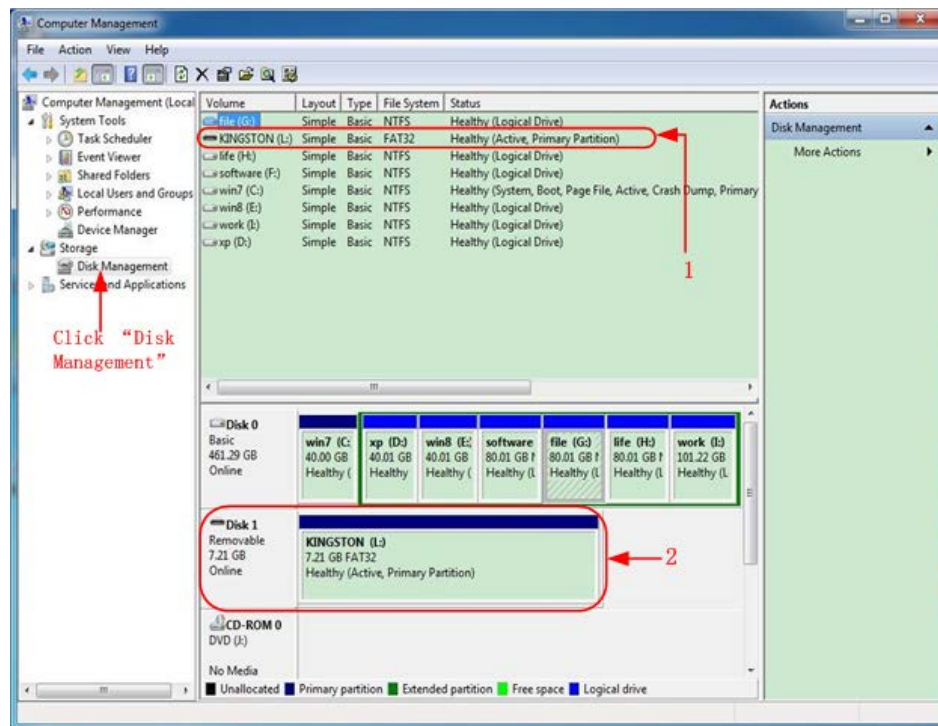 Computer Management
File Action View Help
Computer Management (Local
System Tools
Task Scheduler
Event Viewer
Shared Folders
Local Users and Groups
Performance
Device Manager
Storage
Disk Management
Services and Applications
Click “Disk
Management”
Volume Layout Type File System Status
file (G:) Simple Basic NTFS Healthy (Logical Drive)
KINGSTON (L:) Simple Basic FAT32 Healthy (Active, Primary Partition)
life (H:) Simple Basic NTFS Healthy (Logical Drive)
software (F:) Simple Basic NTFS Healthy (Logical Drive)
win7 (C:) Simple Basic NTFS Healthy (System, Boot, Page File, Active, Crash Dump, Primary
win8 (E:) Simple Basic NTFS Healthy (Logical Drive)
work (I:) Simple Basic NTFS Healthy (Logical Drive)
xp (D:) Simple Basic NTFS Healthy (Logical Drive)
1
Actions
Disk Management
More Actions
Disk 0
Basic
461.29 GB
Online
win7 (C:
40.00 GB
Healthy (
xp (D:)
40.01 GB
Healthy
win8 (E:
40.01 GB
Healthy (
software
80.01 GB
Healthy (L
file (G:)
80.01 GB
Healthy (L
life (H:)
80.01 GB
Healthy (L
work (I:)
101.22 GB
Healthy (L
Disk 1
Removable
7.21 GB
Online
KINGSTON (L:)
7.21 GB FAT32
Healthy (Active, Primary Partition)
2
CD-ROM 0
DVD (J:)
No Media
Unallocated Primary partition Extended partition Free space Logical drive